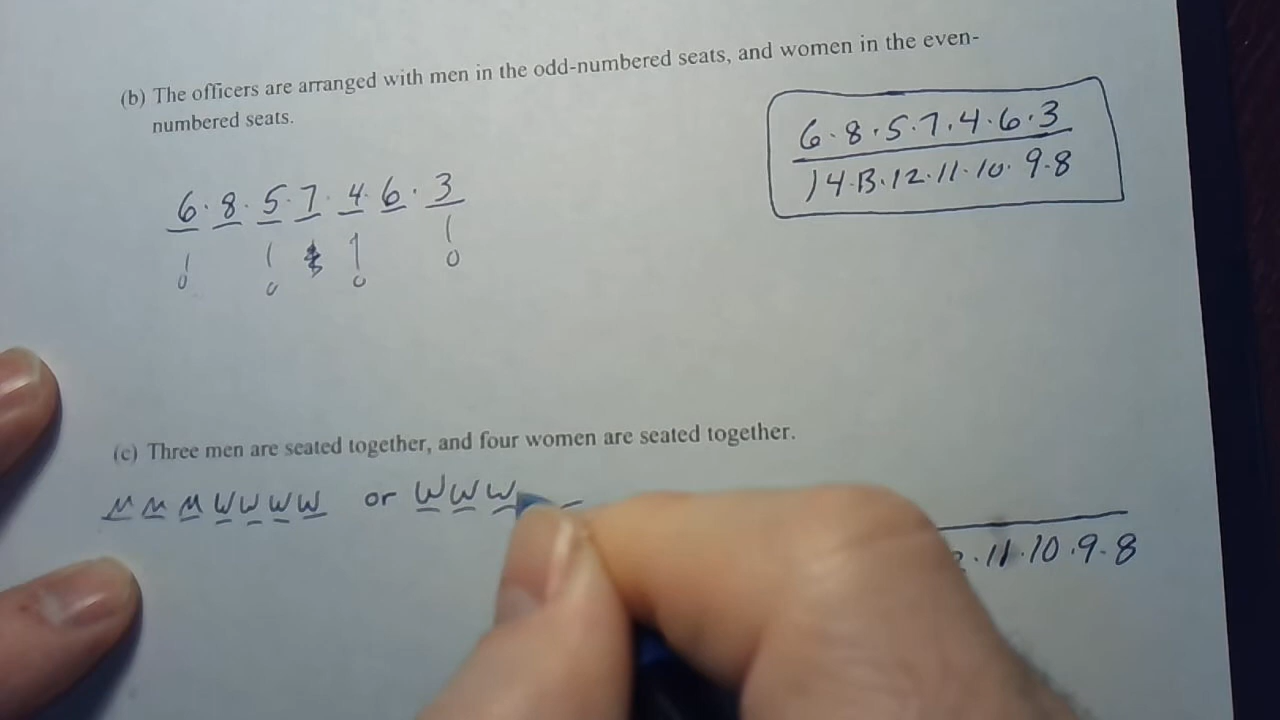 (b) The officers are arranged with men in the odd-numbered seats, and women in the even-
numbered seats.
6·8·5·7·4·6·3
14·13·12·11·10·9·8
6·8·5·7·4·6·3
(c) Three men are seated together, and four women are seated together.
M M M W W W W or W W W
·11·10·9·8